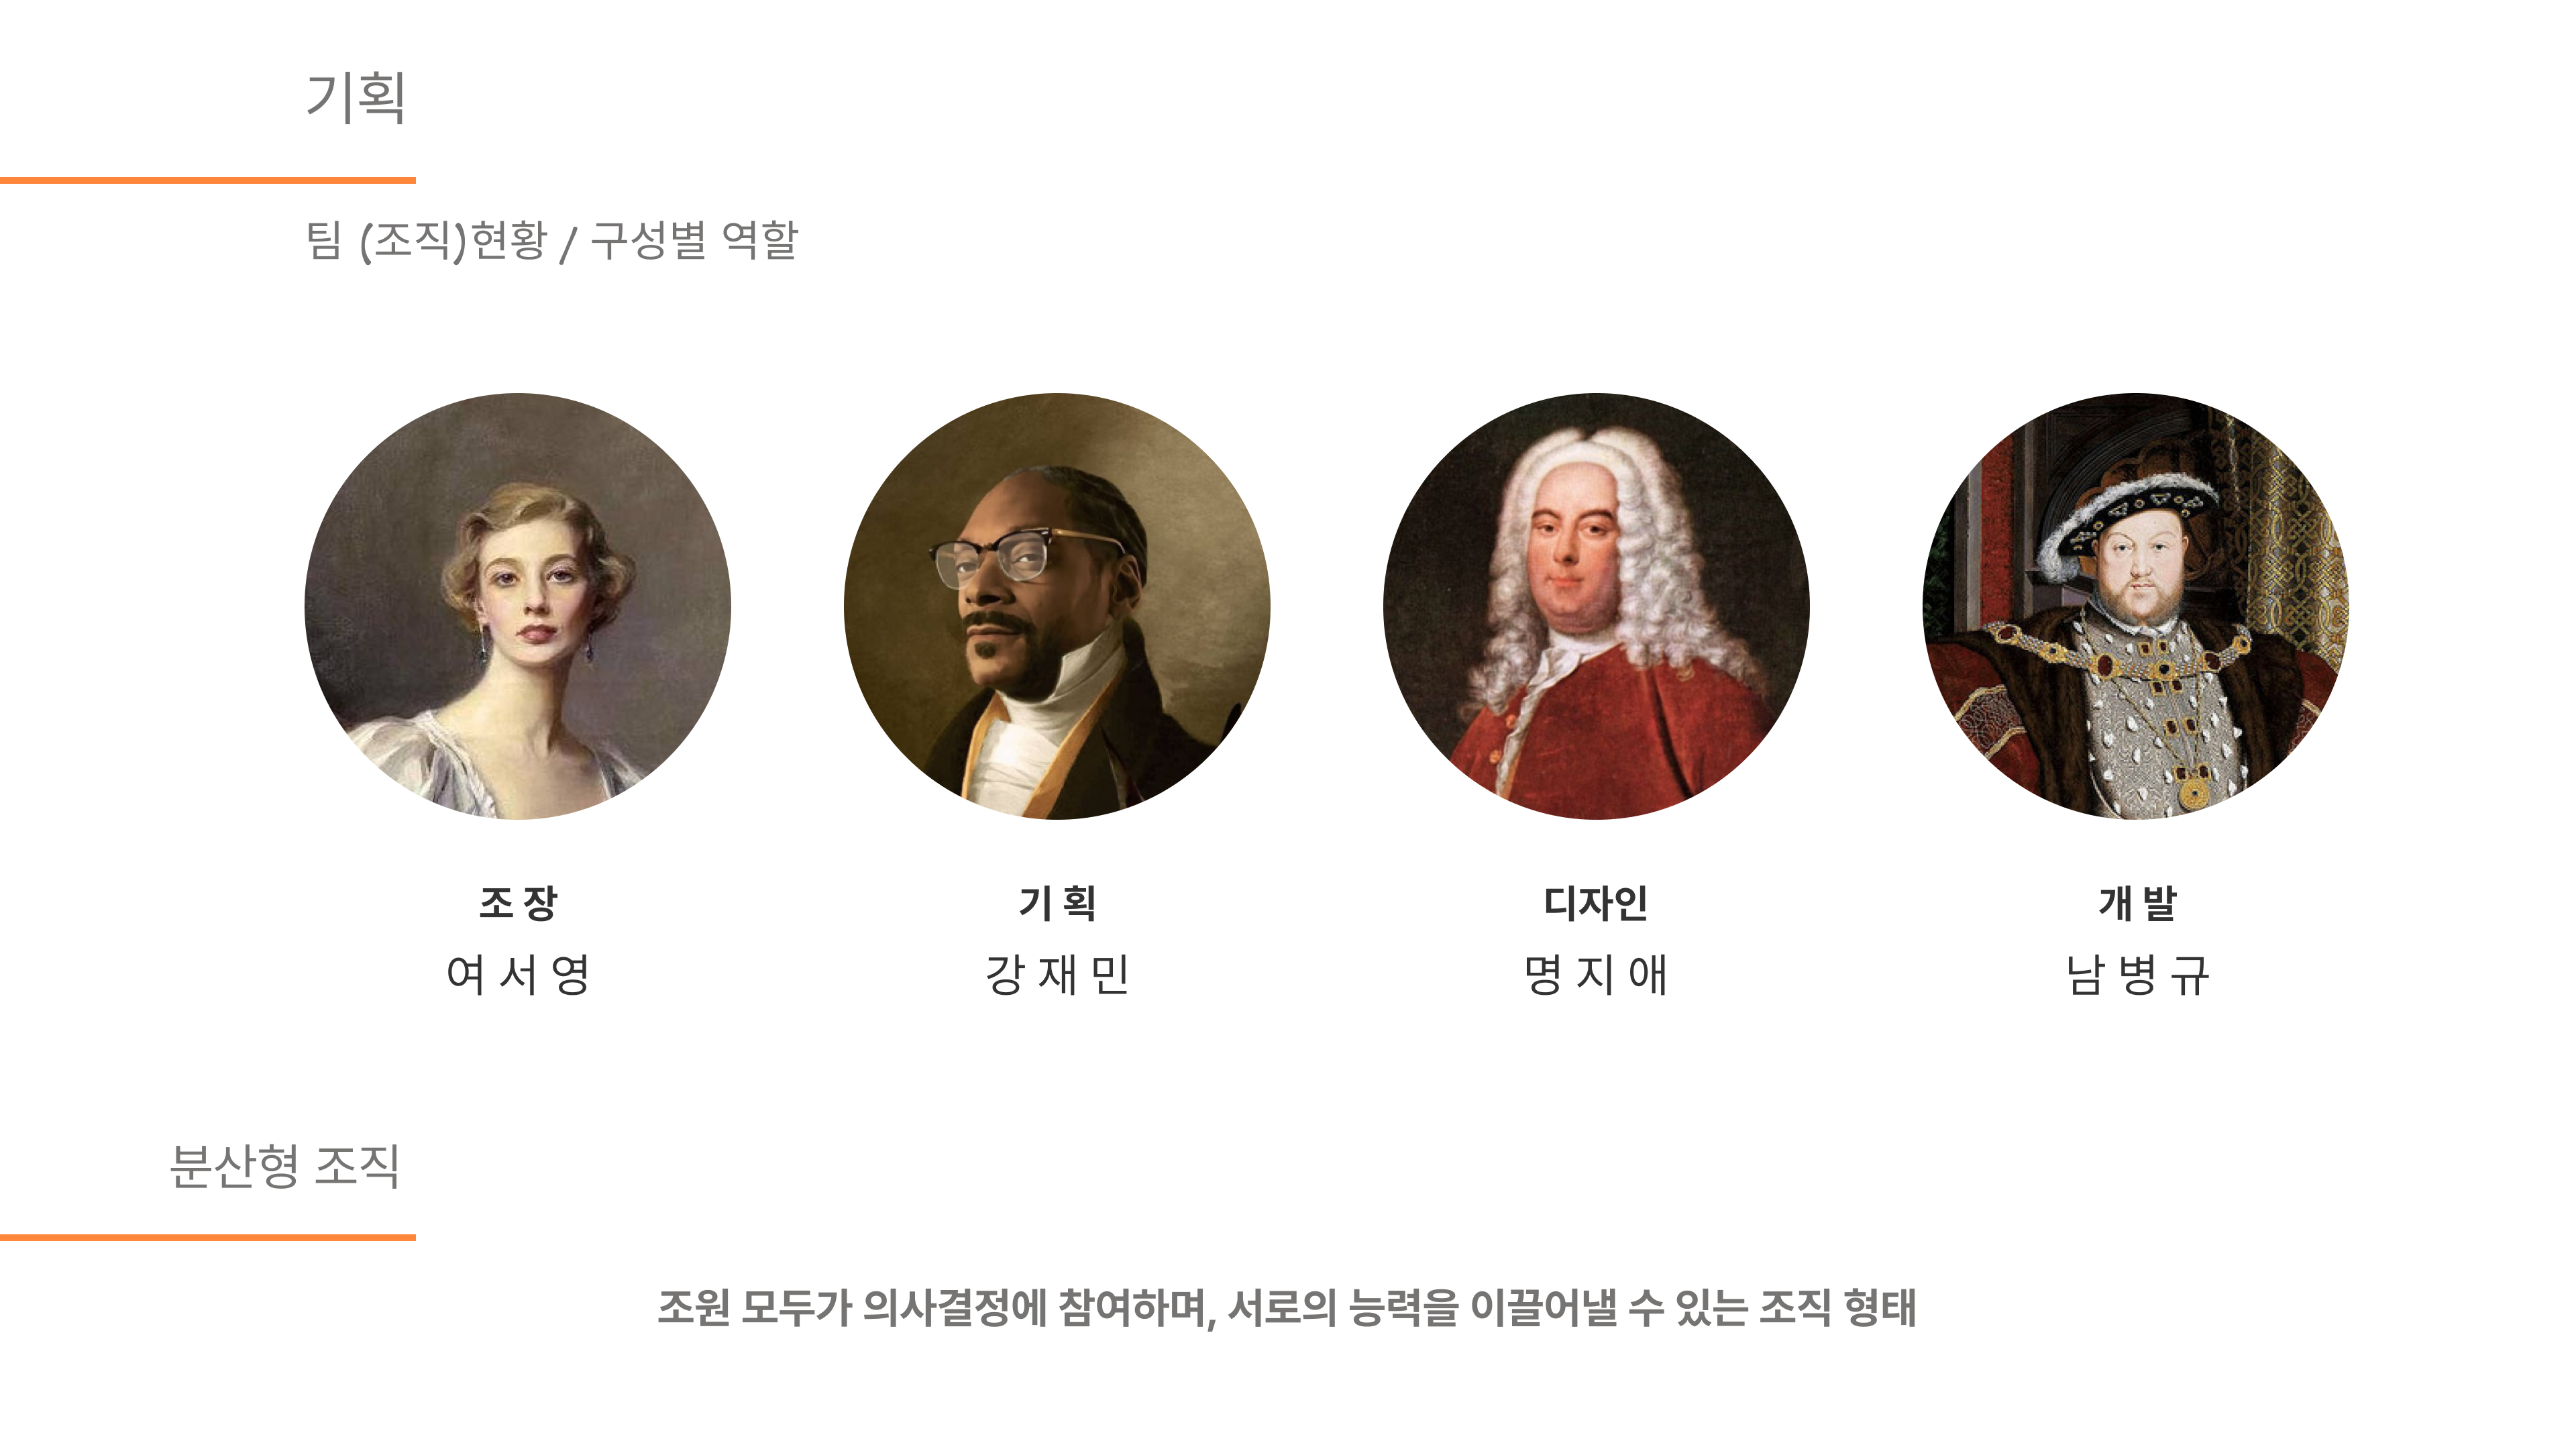 기획
팀 (조직)현황 / 구성별 역할
조 장
여 서 영
기 획
강 재 민
디자인
명 지 애
개 발
남 병 규
분산형 조직
조원 모두가 의사결정에 참여하며, 서로의 능력을 이끌어낼 수 있는 조직 형태